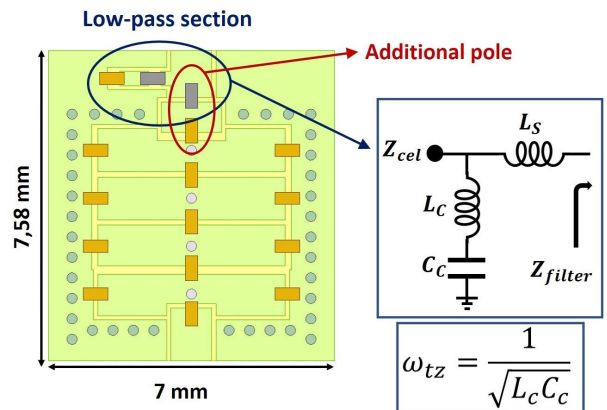 Low-pass section
Additional pole
7,58 mm
7 mm
Z_cel
L_S
L_C
C_C
Z_filter
ω_tz = 1 / √(L_c C_c)